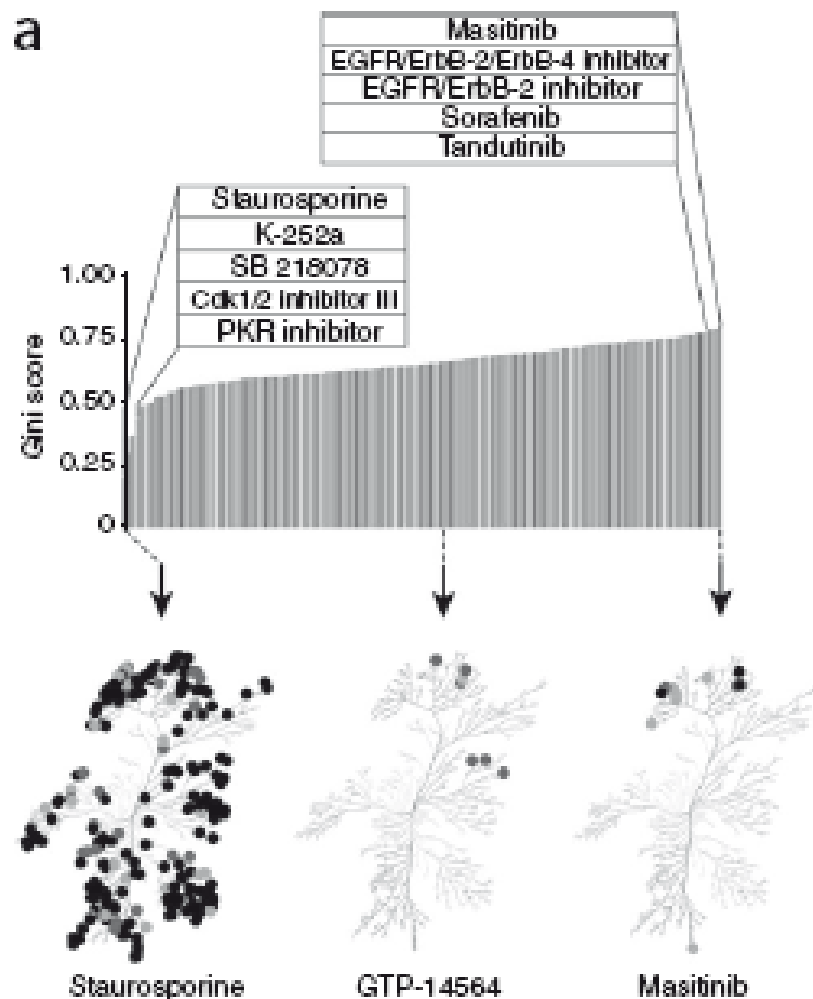 a
Masitinib
EGFR/ErbB-2/ErbB-4 inhibitor
EGFR/ErbB-2 inhibitor
Sorafenib
Tandutinib
Staurosporine
K-252a
SB 218078
Cdk1/2 inhibitor III
PKR inhibitor
Gini score
1.00
0.75
0.50
0.25
0
Staurosporine
GTP-14564
Masitinib